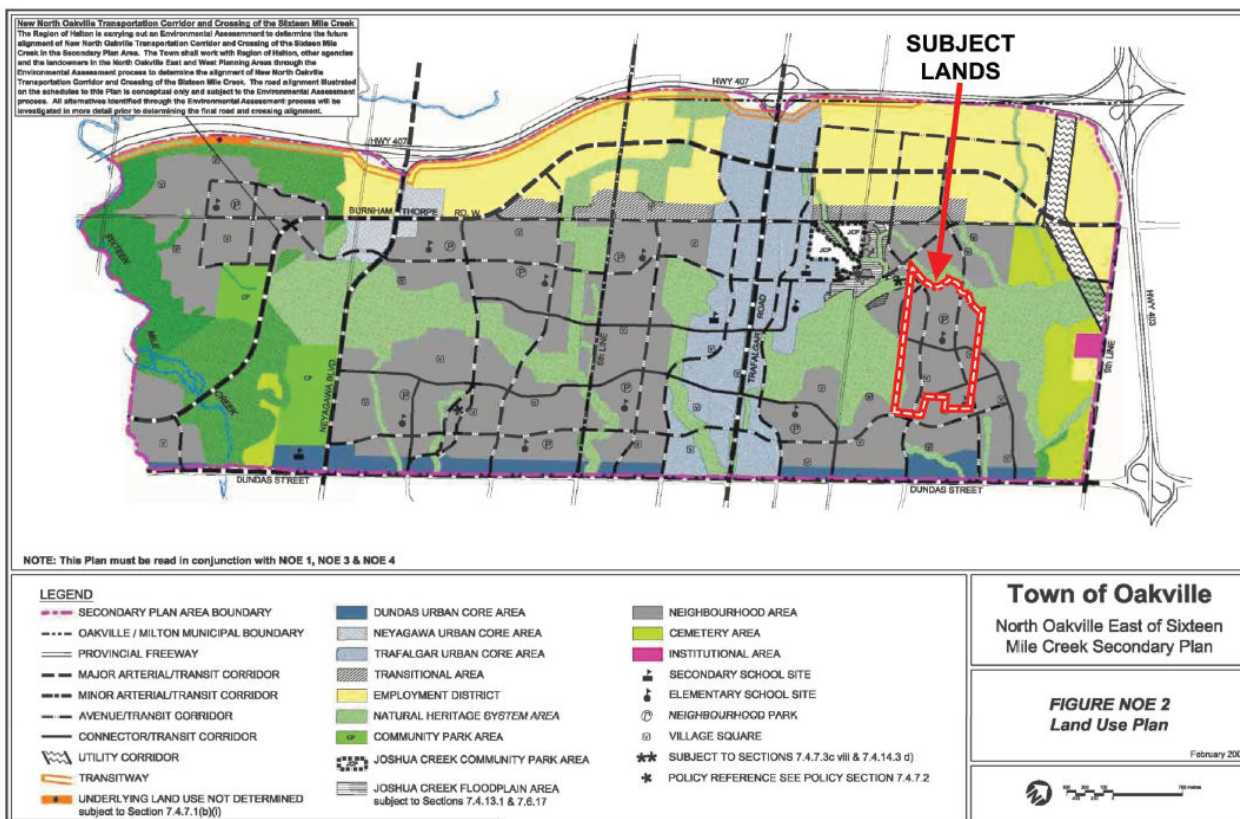 New North Oakville Transportation Corridor and Crossing of the Sixteen Mile Creek
The Region of Halton is carrying out an Environmental Assessment to determine the future
alignment of New North Oakville Transportation Corridor and Crossing of the Sixteen Mile
Creek in the Secondary Plan Area. The Town shall work with Region of Halton, other agencies
and the landowners in the North Oakville East and West Planning Areas through the
Environmental Assessment process to determine the alignment of New North Oakville
Transportation Corridor and Crossing of the Sixteen Mile Creek. The road alignment illustrated
on the schedules to this Plan is conceptual only and subject to the Environmental Assessment
process. All alternatives identified through the Environmental Assessment process will be
investigated in more detail prior to determining the final road and crossing alignment.
SUBJECT
LANDS
HWY 407
HWY 407
BURNHAM THORPE RD. W.
SIXTEEN
MILE
CREEK
NEYAGAWA BLVD.
6th LINE
TRAFALGAR ROAD
9th LINE
HWY 403
JCP
JCP
CP
CP
DUNDAS STREET
DUNDAS STREET
NOTE: This Plan must be read in conjunction with NOE 1, NOE 3 & NOE 4
LEGEND
SECONDARY PLAN AREA BOUNDARY
OAKVILLE / MILTON MUNICIPAL BOUNDARY
PROVINCIAL FREEWAY
MAJOR ARTERIAL/TRANSIT CORRIDOR
MINOR ARTERIAL/TRANSIT CORRIDOR
AVENUE/TRANSIT CORRIDOR
CONNECTOR/TRANSIT CORRIDOR
UTILITY CORRIDOR
TRANSITWAY
UNDERLYING LAND USE NOT DETERMINED
subject to Section 7.4.7.1(b)(i)
DUNDAS URBAN CORE AREA
NEYAGAWA URBAN CORE AREA
TRAFALGAR URBAN CORE AREA
TRANSITIONAL AREA
EMPLOYMENT DISTRICT
NATURAL HERITAGE SYSTEM AREA
CP COMMUNITY PARK AREA
JCP JOSHUA CREEK COMMUNITY PARK AREA
JOSHUA CREEK FLOODPLAIN AREA
subject to Sections 7.4.13.1 & 7.6.17
NEIGHBOURHOOD AREA
CEMETERY AREA
INSTITUTIONAL AREA
SECONDARY SCHOOL SITE
ELEMENTARY SCHOOL SITE
P NEIGHBOURHOOD PARK
V VILLAGE SQUARE
** SUBJECT TO SECTIONS 7.4.7.3c viii & 7.4.14.3 d)
* POLICY REFERENCE SEE POLICY SECTION 7.4.7.2
Town of Oakville
North Oakville East of Sixteen
Mile Creek Secondary Plan
FIGURE NOE 2
Land Use Plan
February